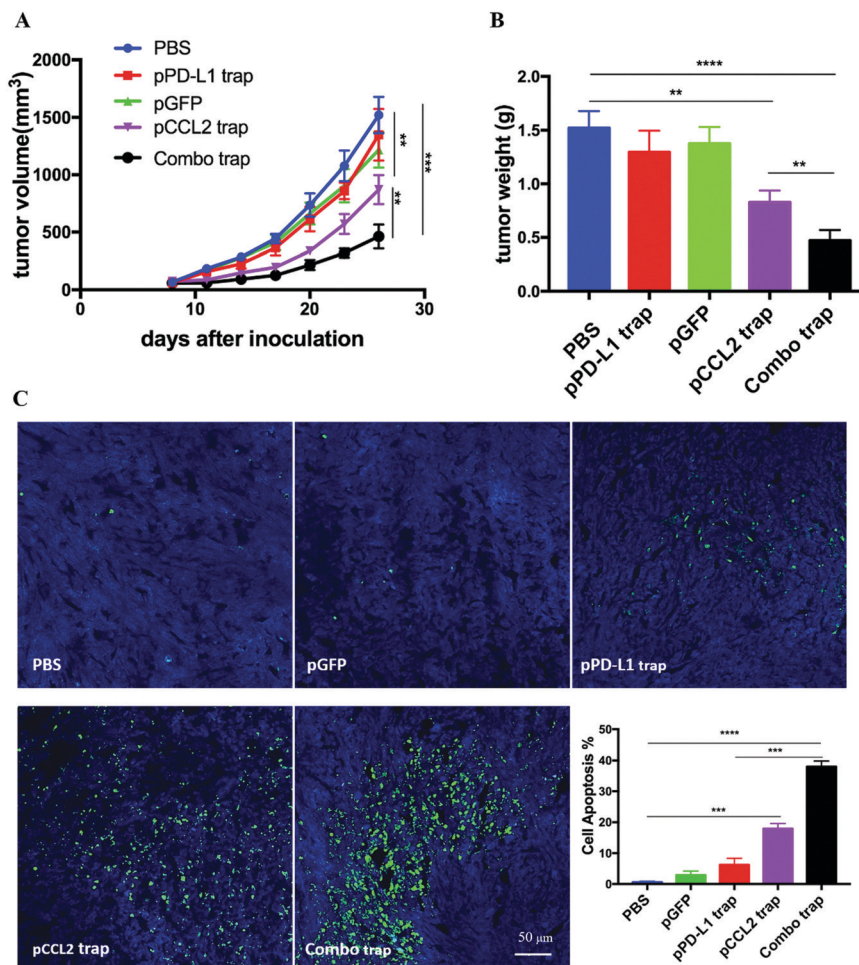 A
PBS
pPD-L1 trap
pGFP
pCCL2 trap
Combo trap
tumor volume(mm³)
2000
1500
1000
500
0
0
10
20
30
days after inoculation
**
**
***
B
tumor weight (g)
2.0
1.5
1.0
0.5
0.0
****
**
**
PBS
pPD-L1 trap
pGFP
pCCL2 trap
Combo trap
C
PBS
pGFP
pPD-L1 trap
pCCL2 trap
Combo trap
50 μm
Cell Apoptosis %
50
40
30
20
10
0
****
***
***
PBS
pGFP
pPD-L1 trap
pCCL2 trap
Combo trap